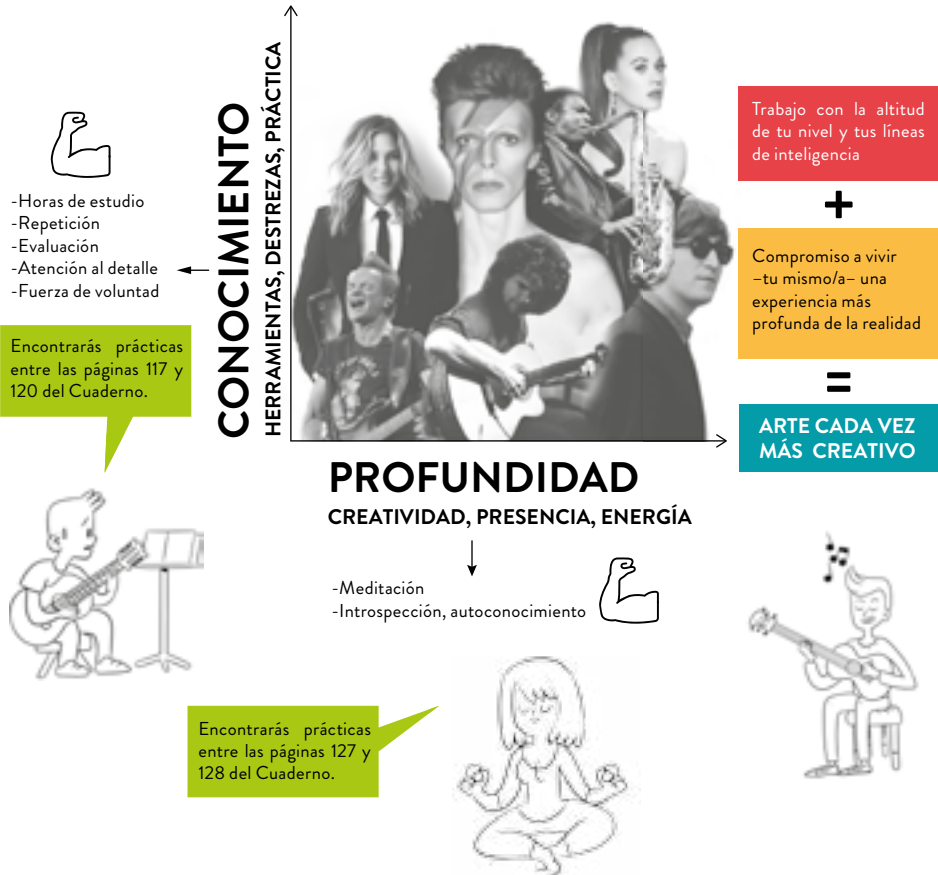 CONOCIMIENTO
HERRAMIENTAS, DESTREZAS, PRÁCTICA
-Horas de estudio
-Repetición
-Evaluación
-Atención al detalle
-Fuerza de voluntad
Encontrarás prácticas
entre las páginas 117 y
120 del Cuaderno.
Trabajo con la altitud
de tu nivel y tus líneas
de inteligencia
+
Compromiso a vivir
–tu mismo/a– una
experiencia más
profunda de la realidad
=
ARTE CADA VEZ
MÁS CREATIVO
PROFUNDIDAD
CREATIVIDAD, PRESENCIA, ENERGÍA
-Meditación
-Introspección, autoconocimiento
Encontrarás prácticas
entre las páginas 127 y
128 del Cuaderno.